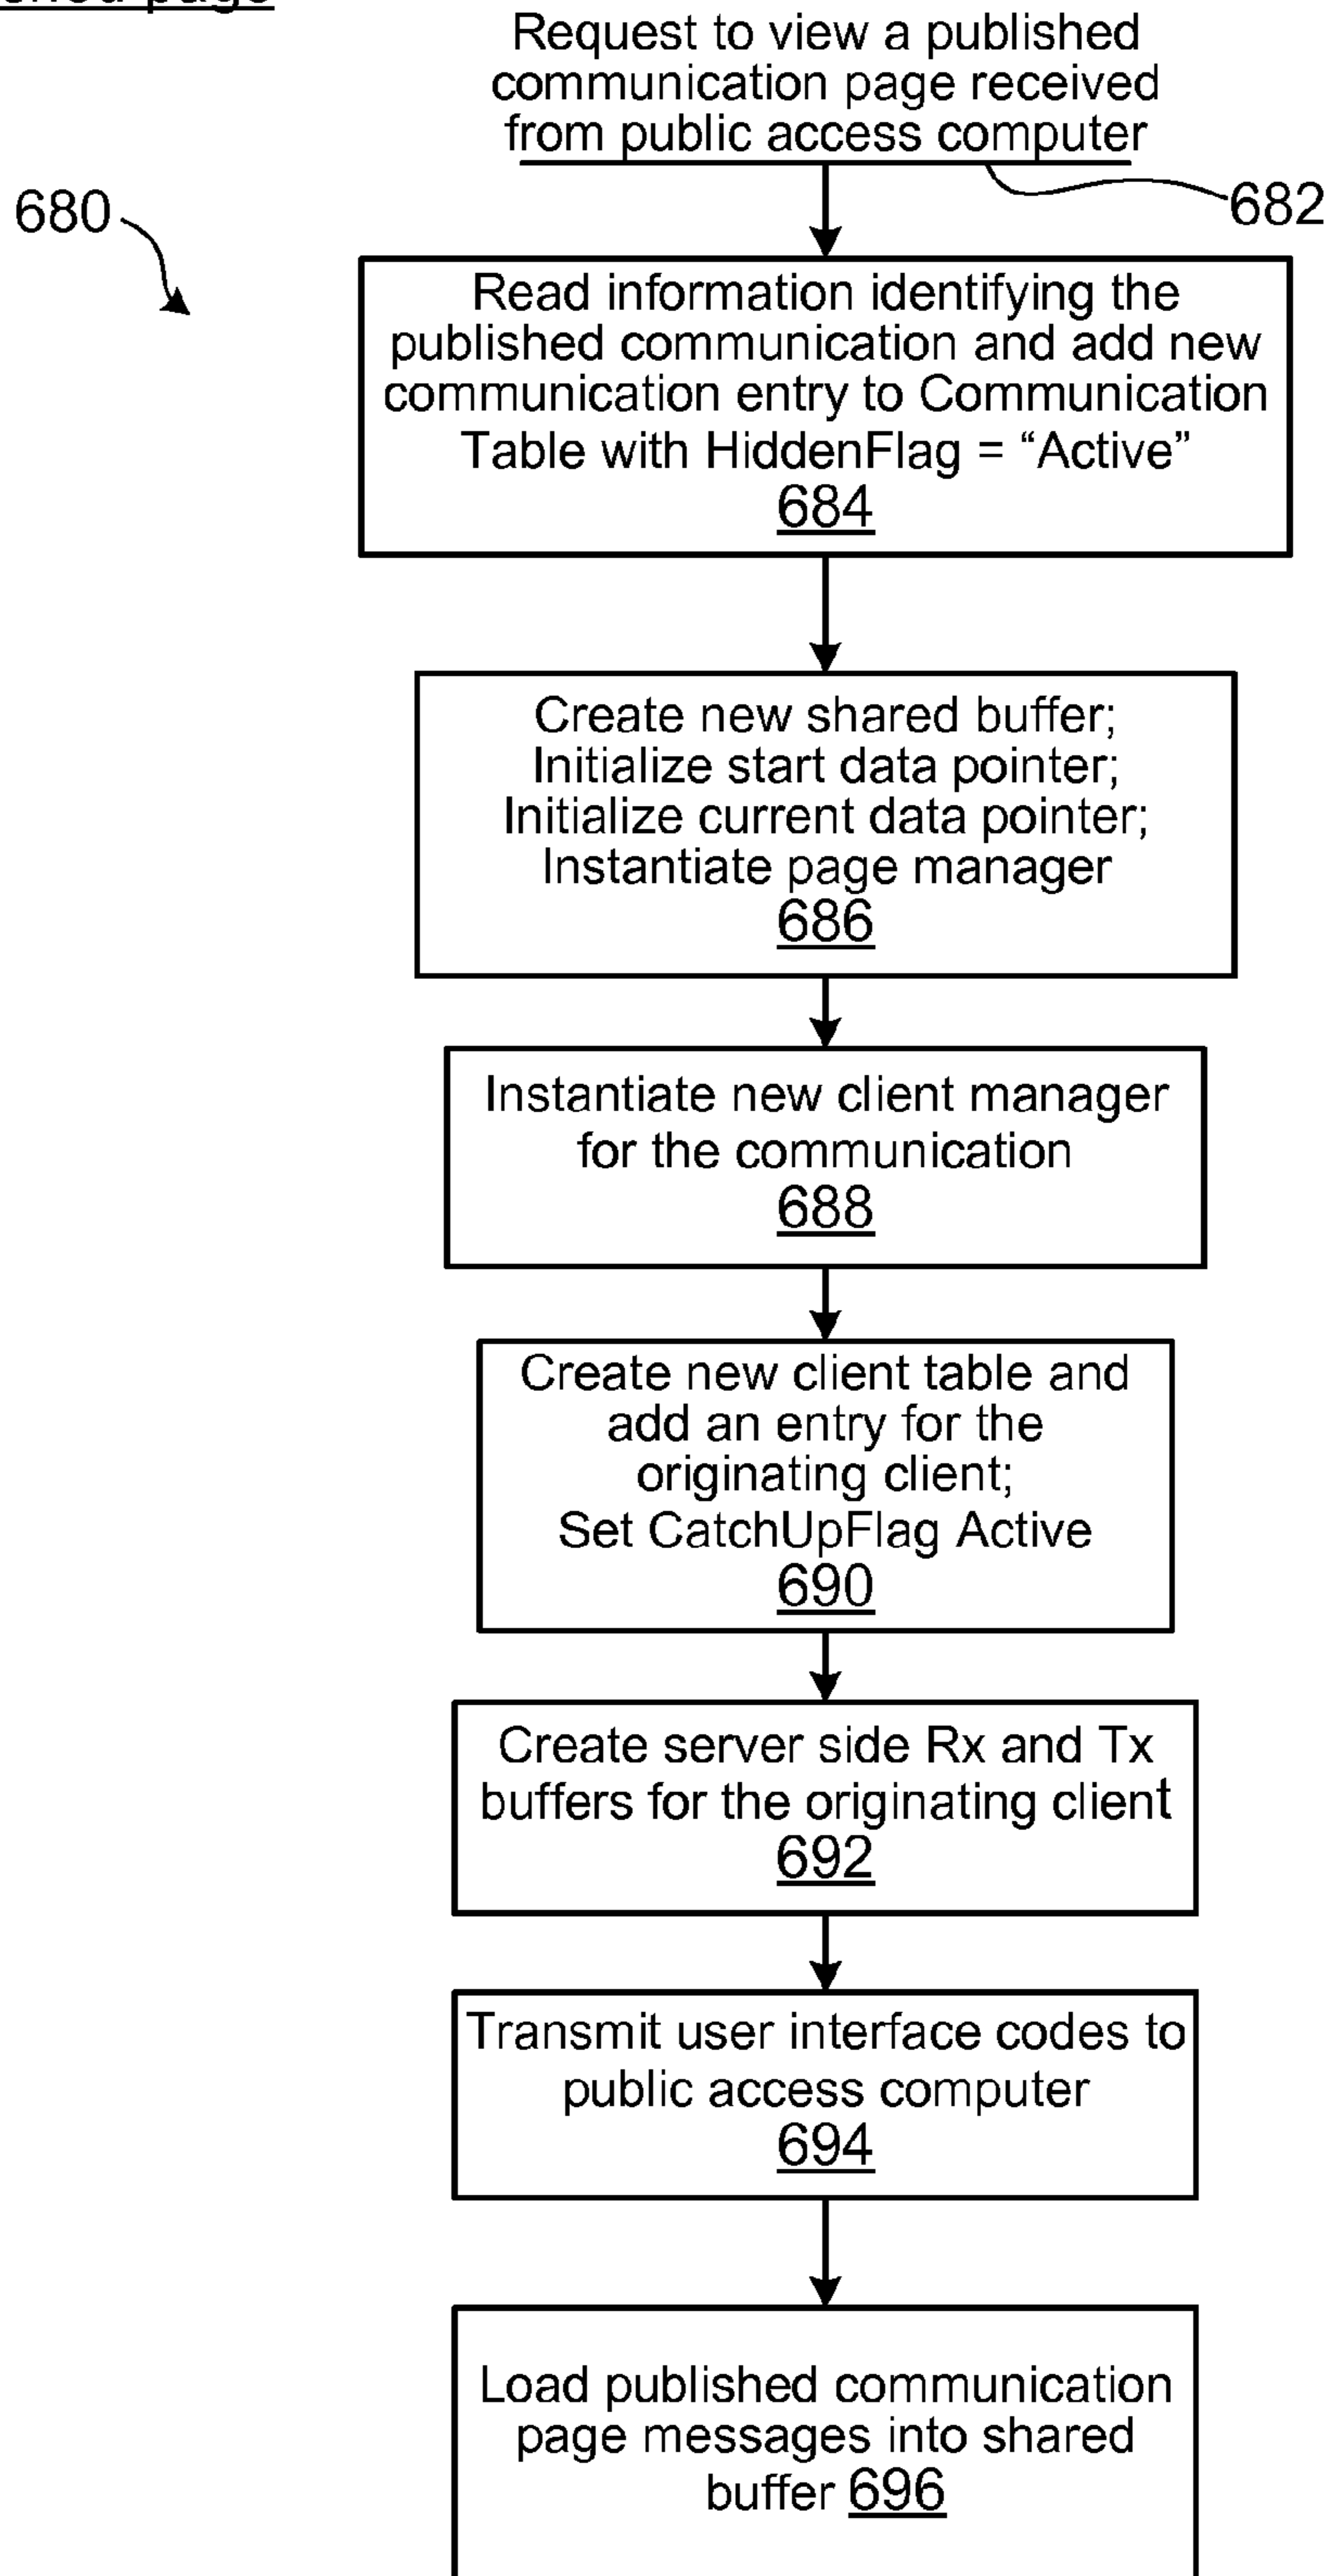 page
Request to view a published
communication page received
from public access computer
680
682
Read information identifying the
published communication and add new
communication entry to Communication
Table with HiddenFlag = “Active”
684
Create new shared buffer;
Initialize start data pointer;
Initialize current data pointer;
Instantiate page manager
686
Instantiate new client manager
for the communication
688
Create new client table and
add an entry for the
originating client;
Set CatchUpFlag Active
690
Create server side Rx and Tx
buffers for the originating client
692
Transmit user interface codes to
public access computer
694
Load published communication
page messages into shared
buffer 696